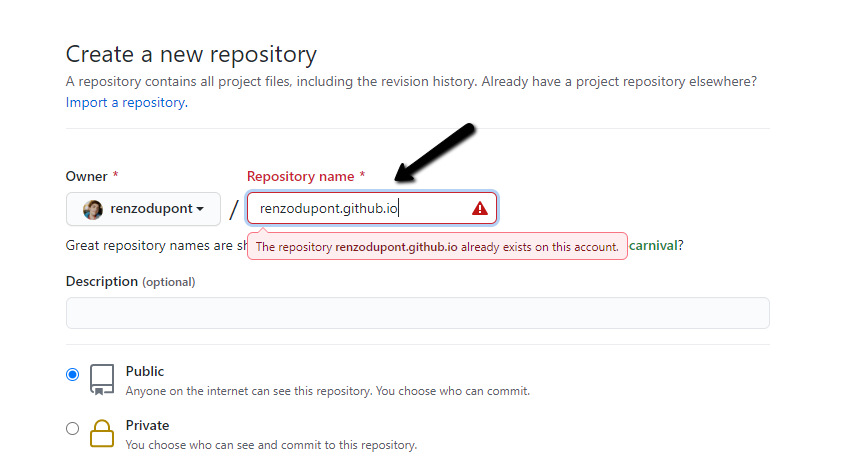 Create a new repository
A repository contains all project files, including the revision history. Already have a project repository elsewhere?
Import a repository.
Owner *
Repository name *
renzodupont
/
renzodupont.github.io
Great repository names are sh
The repository renzodupont.github.io already exists on this account.
carnival?
Description (optional)
Public
Anyone on the internet can see this repository. You choose who can commit.
Private
You choose who can see and commit to this repository.